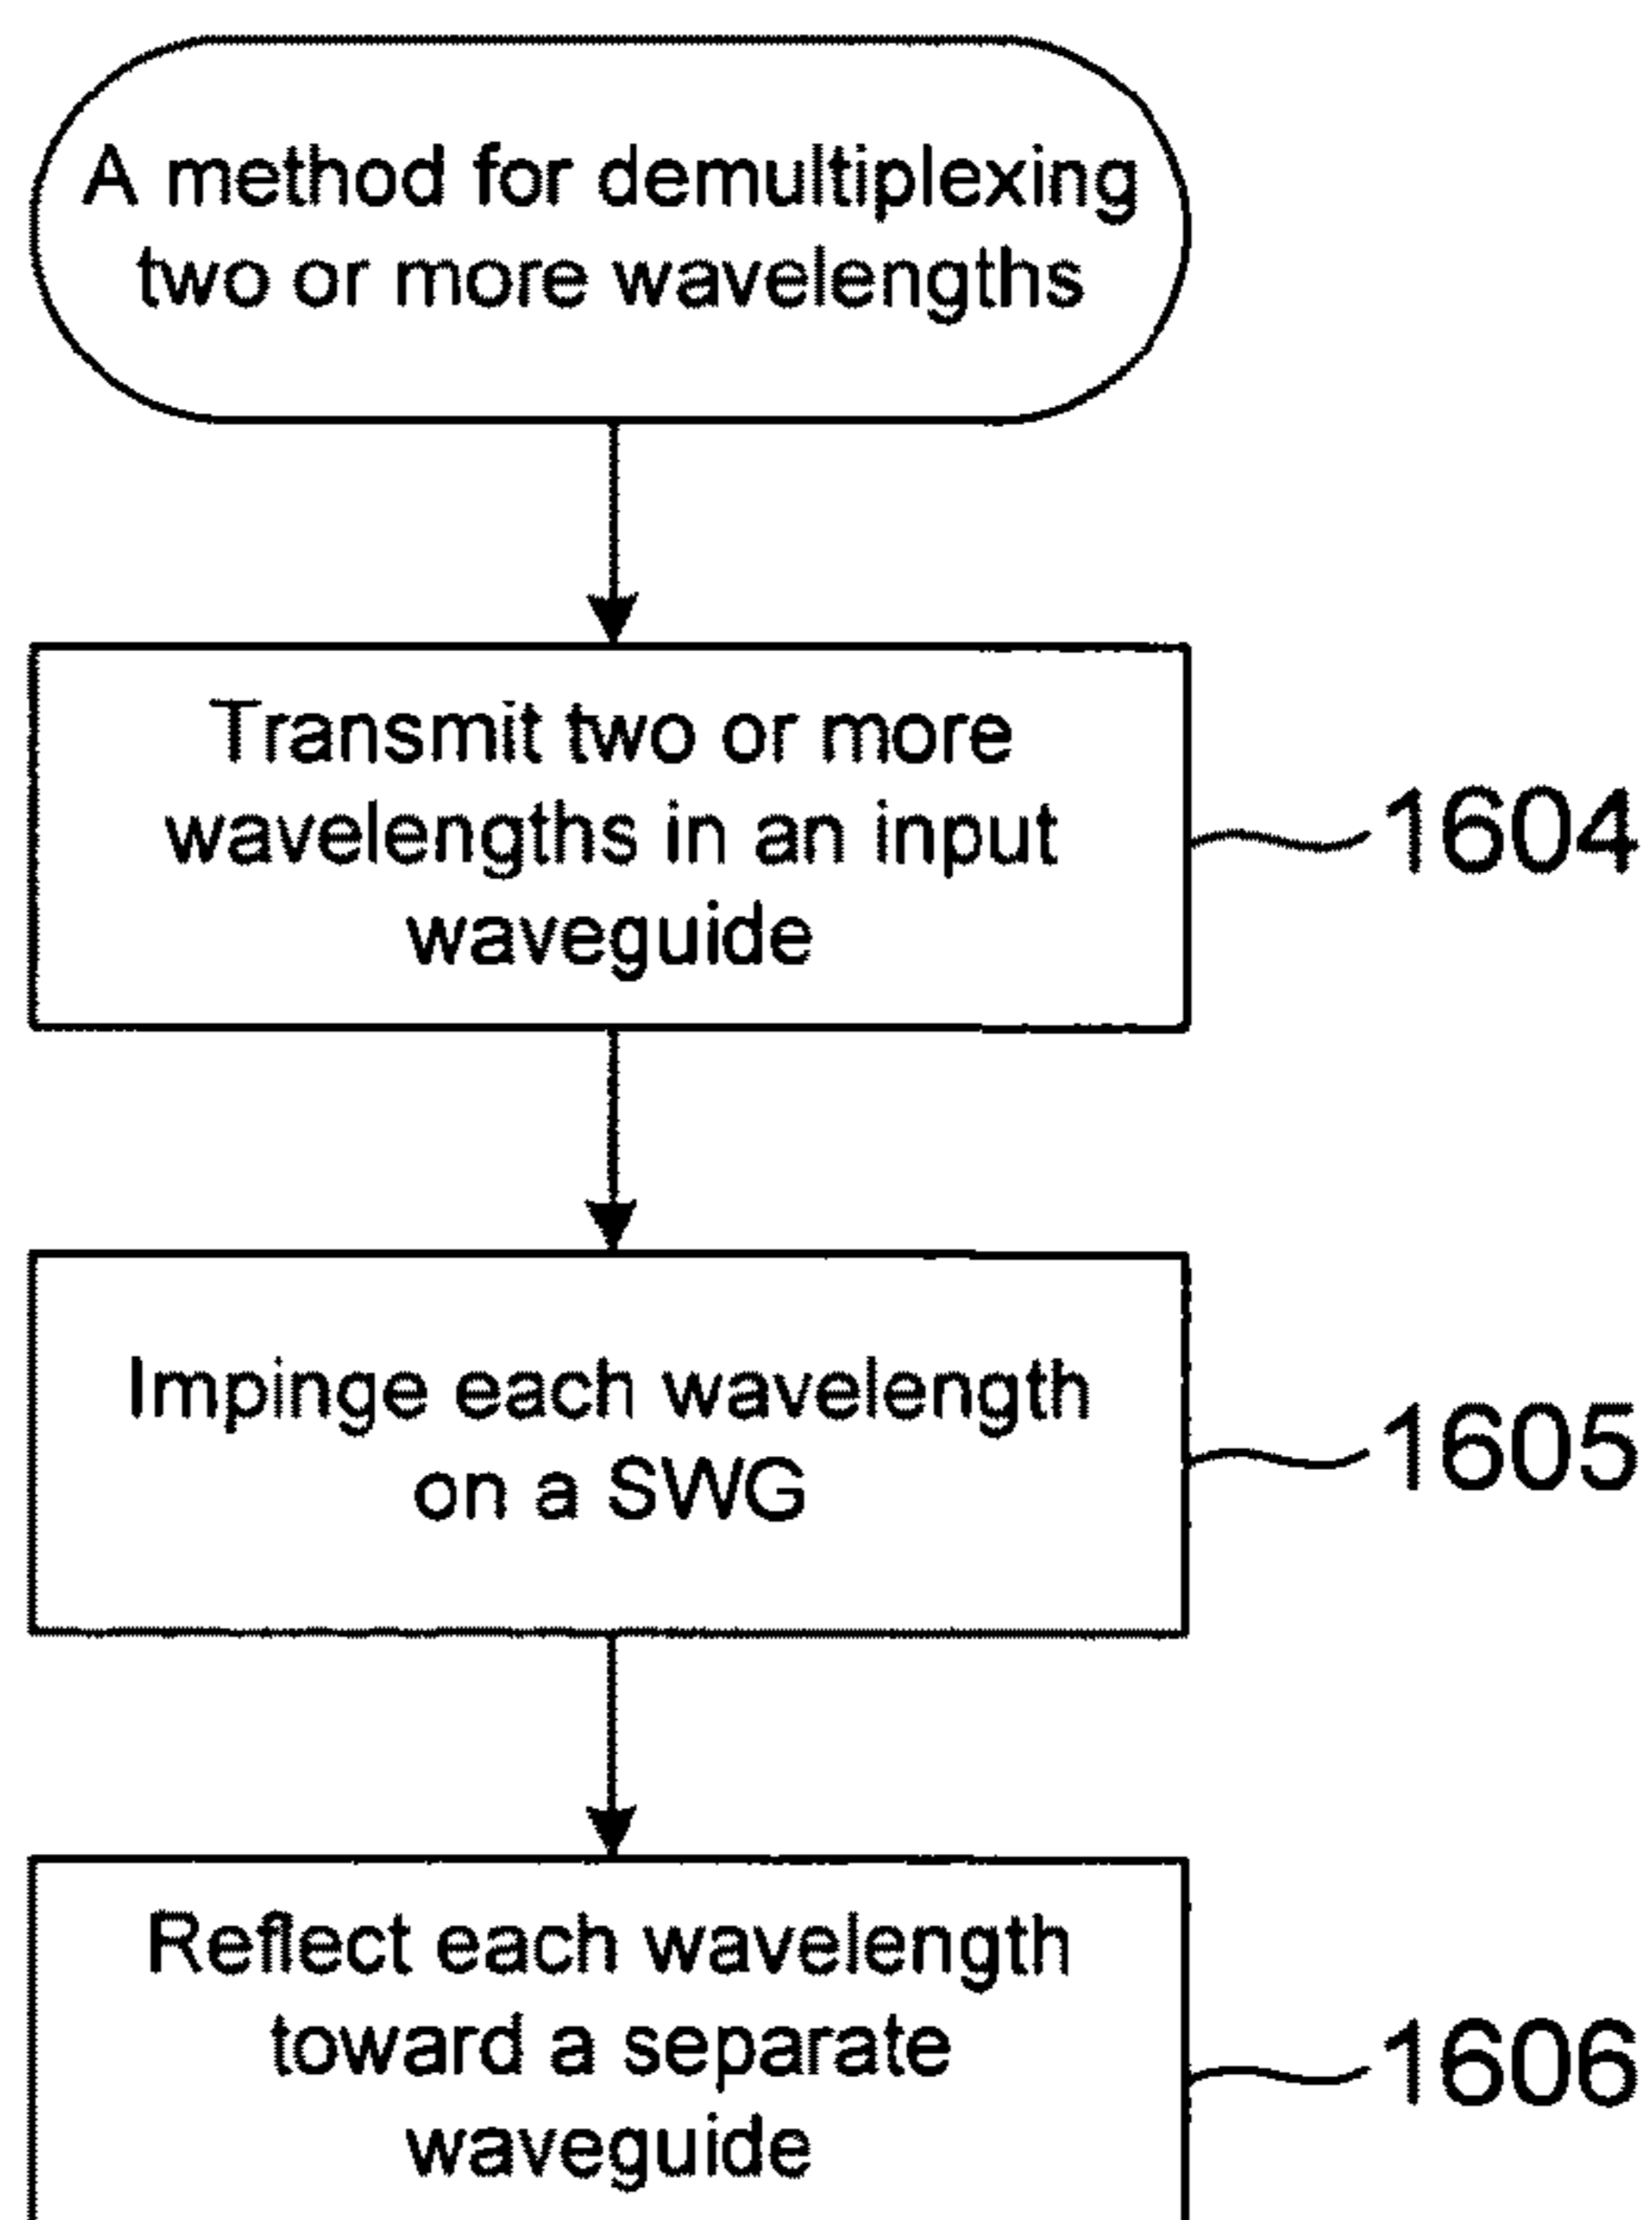 A method for demultiplexing
two or more wavelengths
Transmit two or more
wavelengths in an input
waveguide
1604
Impinge each wavelength
on a SWG
1605
Reflect each wavelength
toward a separate
waveguide
1606